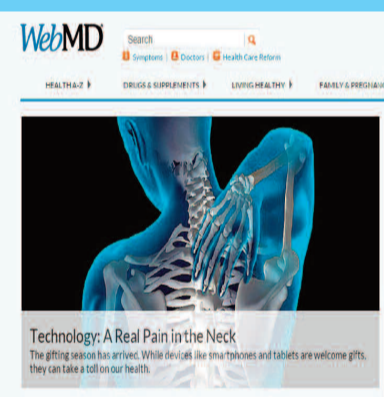 WebMD
Search
Symptoms | Doctors | Health Care Reform
HEALTH A-Z
DRUGS & SUPPLEMENTS
LIVING HEALTHY
FAMILY & PREGNANC
Technology: A Real Pain in the Neck
The gifting season has arrived. While devices like smartphones and tablets are welcome gifts,
they can take a toll on our health.